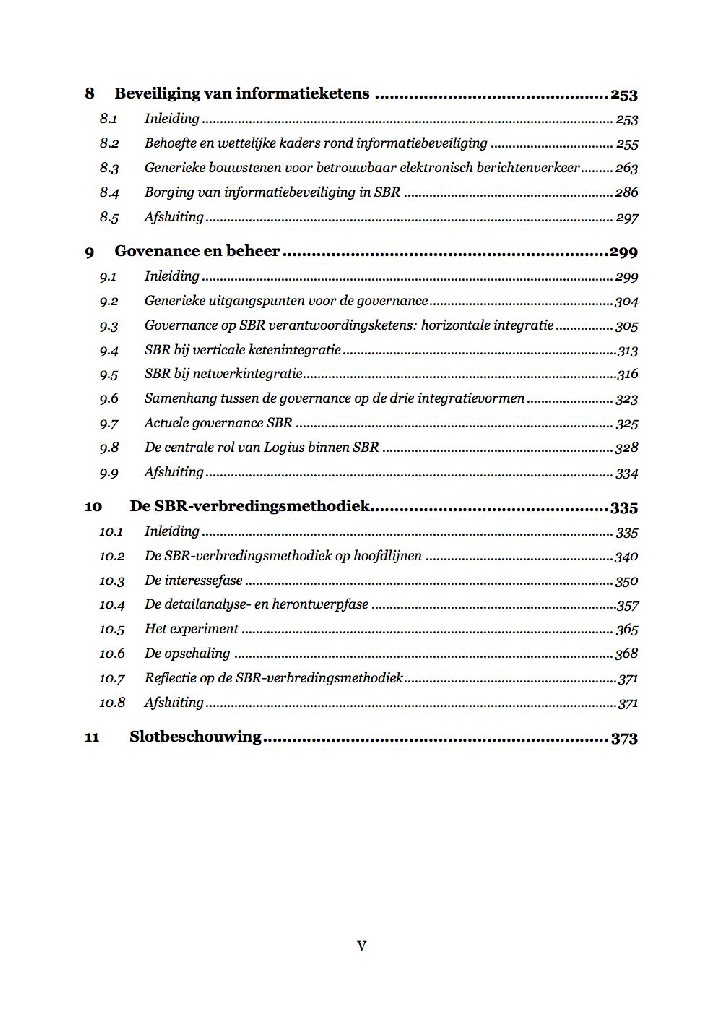 8 Beveiliging van informatieketens ................................................ 253
8.1 Inleiding ................................................ 253
8.2 Behoefte en wettelijke kaders rond informatiebeveiliging ................................................ 255
8.3 Generieke bouwstenen voor betrouwbaar elektronisch berichtenverkeer ......... 263
8.4 Borging van informatiebeveiliging in SBR ................................................ 286
8.5 Afsluiting ................................................ 297
9 Govenance en beheer ................................................ 299
9.1 Inleiding ................................................ 299
9.2 Generieke uitgangspunten voor de governance ................................................ 304
9.3 Governance op SBR verantwoordingsketens: horizontale integratie ............... 305
9.4 SBR bij verticale ketenintegratie ................................................ 313
9.5 SBR bij netwerkintegratie ................................................ 316
9.6 Samenhang tussen de governance op de drie integratievormen ...................... 323
9.7 Actuele governance SBR ................................................ 325
9.8 De centrale rol van Logius binnen SBR ................................................ 328
9.9 Afsluiting ................................................ 334
10 De SBR-verbredingsmethodiek ................................................ 335
10.1 Inleiding ................................................ 335
10.2 De SBR-verbredingsmethodiek op hoofdlijnen ................................................ 340
10.3 De interessefase ................................................ 350
10.4 De detailanalyse- en herontwerpfase ................................................ 357
10.5 Het experiment ................................................ 365
10.6 De opschaling ................................................ 368
10.7 Reflectie op de SBR-verbredingsmethodiek ................................................ 371
10.8 Afsluiting ................................................ 371
11 Slotbeschouwing ................................................ 373
V